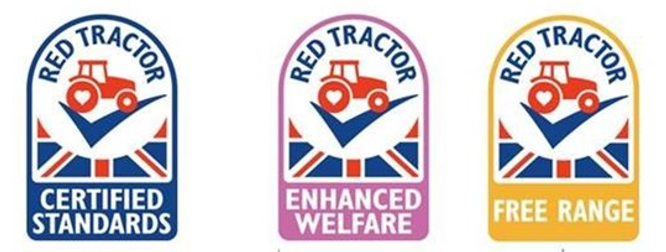 RED TRACTOR
CERTIFIED
STANDARDS
RED TRACTOR
ENHANCED
WELFARE
RED TRACTOR
FREE RANGE